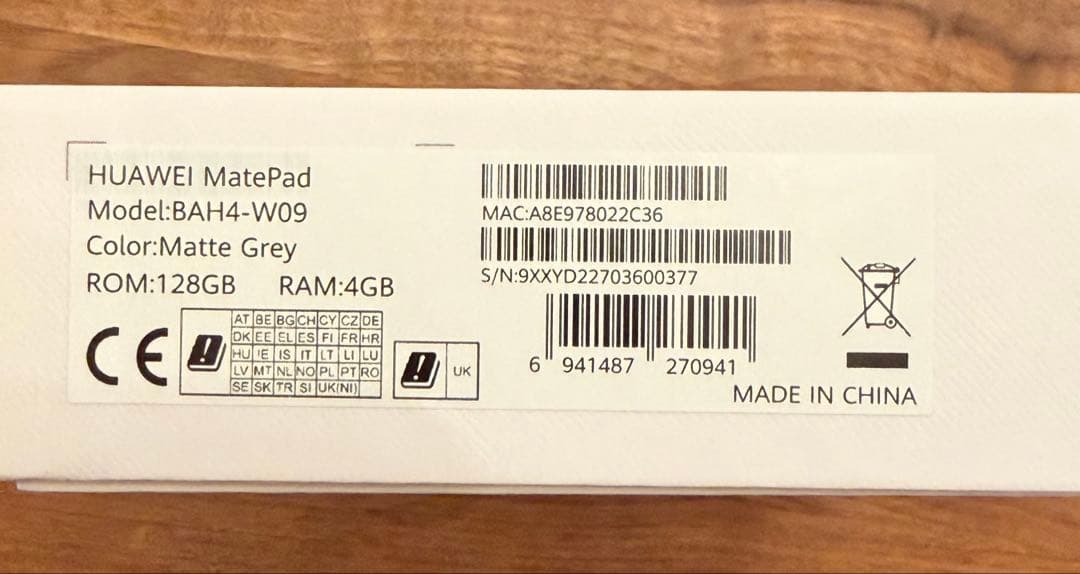 HUAWEI MatePad
Model:BAH4-W09
Color:Matte Grey
ROM:128GB RAM:4GB
CE
AT BE BG CH CY CZ DE
DK EE EL ES FI FR HR
HU IE IS IT LT LI LU
LV MT NL NO PL PT RO
SE SK TR SI UK(NI)
UK
MAC:A8E978022C36
S/N:9XXYD22703600377
6 941487 270941
MADE IN CHINA